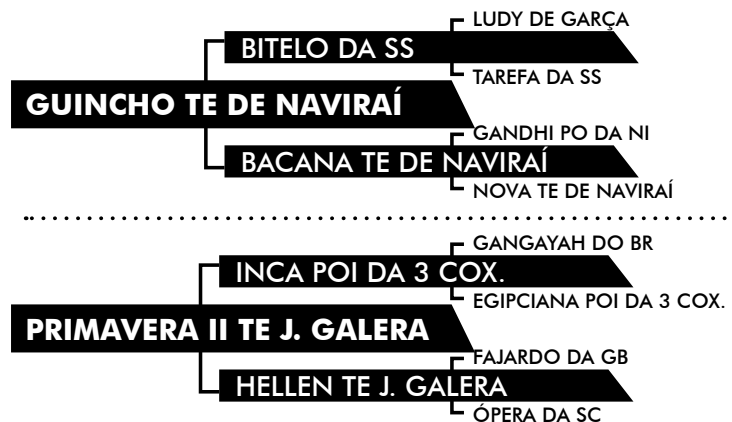 LUDY DE GARÇA
BITELO DA SS
TAREFA DA SS
GUINCHO TE DE NAVIRAÍ
GANDHI PO DA NI
BACANA TE DE NAVIRAÍ
NOVA TE DE NAVIRAÍ
GANGAYAH DO BR
INCA POI DA 3 COX.
EGIPCIANA POI DA 3 COX.
PRIMAVERA II TE J. GALERA
FAJARDO DA GB
HELLEN TE J. GALERA
ÓPERA DA SC